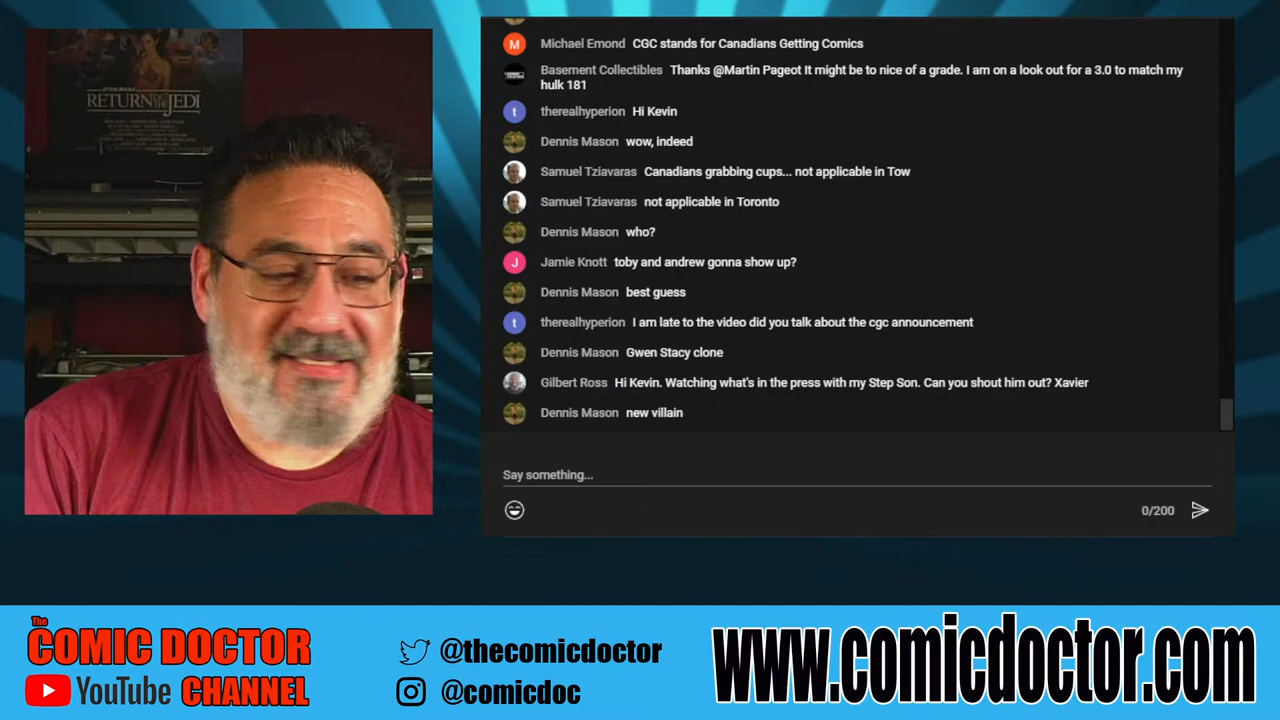 STAR WARS
RETURN OF THE
JEDI
Michael Emond CGC stands for Canadians Getting Comics
Basement Collectibles Thanks @Martin Pageot It might be to nice of a grade. I am on a look out for a 3.0 to match my
hulk 181
t therealhyperion Hi Kevin
Dennis Mason wow, indeed
Samuel Tziavaras Canadians grabbing cups... not applicable in Tow
Samuel Tziavaras not applicable in Toronto
Dennis Mason who?
J Jamie Knott toby and andrew gonna show up?
Dennis Mason best guess
t therealhyperion I am late to the video did you talk about the cgc announcement
Dennis Mason Gwen Stacy clone
Gilbert Ross Hi Kevin. Watching what's in the press with my Step Son. Can you shout him out? Xavier
Dennis Mason new villain
Say something...
0/200
The
COMIC DOCTOR
YouTube CHANNEL
@thecomicdoctor
@comicdoc
www.comicdoctor.com